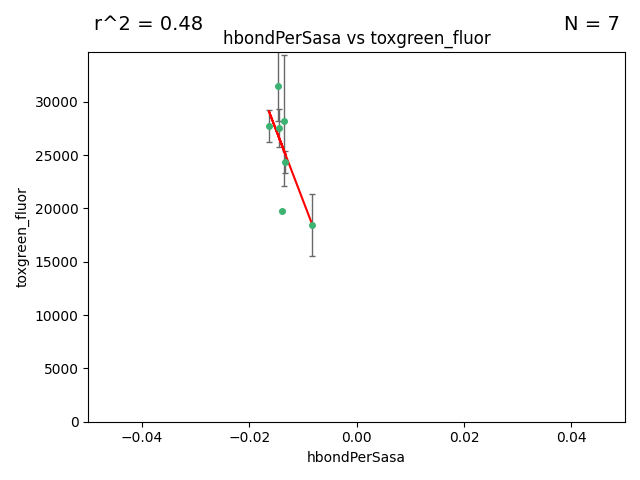 r^2 = 0.48
N = 7
hbondPerSasa vs toxgreen_fluor
toxgreen_fluor
30000
25000
20000
15000
10000
5000
0
−0.04
−0.02
0.00
0.02
0.04
hbondPerSasa